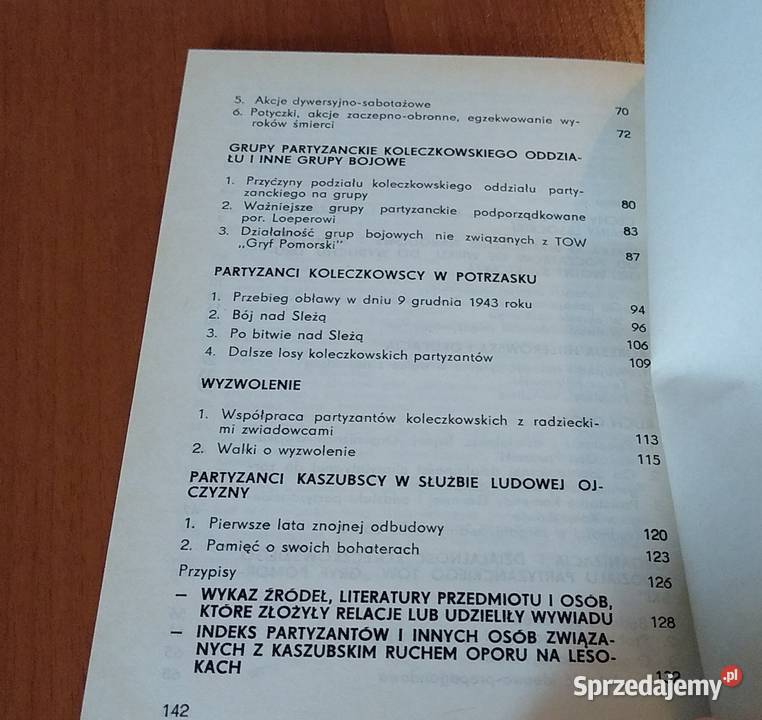 5. Akcje dywersyjno-sabotażowe 70
6. Potyczki, akcje zaczepno-obronne, egzekwowanie wy-
roków śmierci 72
GRUPY PARTYZANCKIE KOLECZKOWSKIEGO ODDZIA-
ŁU I INNE GRUPY BOJOWE
1. Przyczyny podziału koleczkowskiego oddziału party-
zanckiego na grupy 80
2. Ważniejsze grupy partyzanckie podporządkowane
por. Loeperowi 83
3. Działalność grup bojowych nie związanych z TOW
„Gryf Pomorski" 87
PARTYZANCI KOLECZKOWSCY W POTRZASKU
1. Przebieg obławy w dniu 9 grudnia 1943 roku 94
2. Bój nad Sleżą 96
3. Po bitwie nad Sleżą 106
4. Dalsze losy koleczkowskich partyzantów 109
WYZWOLENIE
1. Współpraca partyzantów koleczkowskich z radziecki-
mi zwiadowcami 113
2. Walki o wyzwolenie 115
PARTYZANCI KASZUBSCY W SŁUŻBIE LUDOWEJ OJ-
CZYZNY
1. Pierwsze lata znojnej odbudowy 120
2. Pamięć o swoich bohaterach 123
Przypisy 126
— WYKAZ ŹRÓDEŁ, LITERATURY PRZEDMIOTU I OSÓB,
KTÓRE ZŁOŻYŁY RELACJE LUB UDZIELIŁY WYWIADU 128
— INDEKS PARTYZANTÓW I INNYCH OSÓB ZWIĄZA-
NYCH Z KASZUBSKIM RUCHEM OPORU NA LESO-
KACH
142
Sprzedajemy.pl